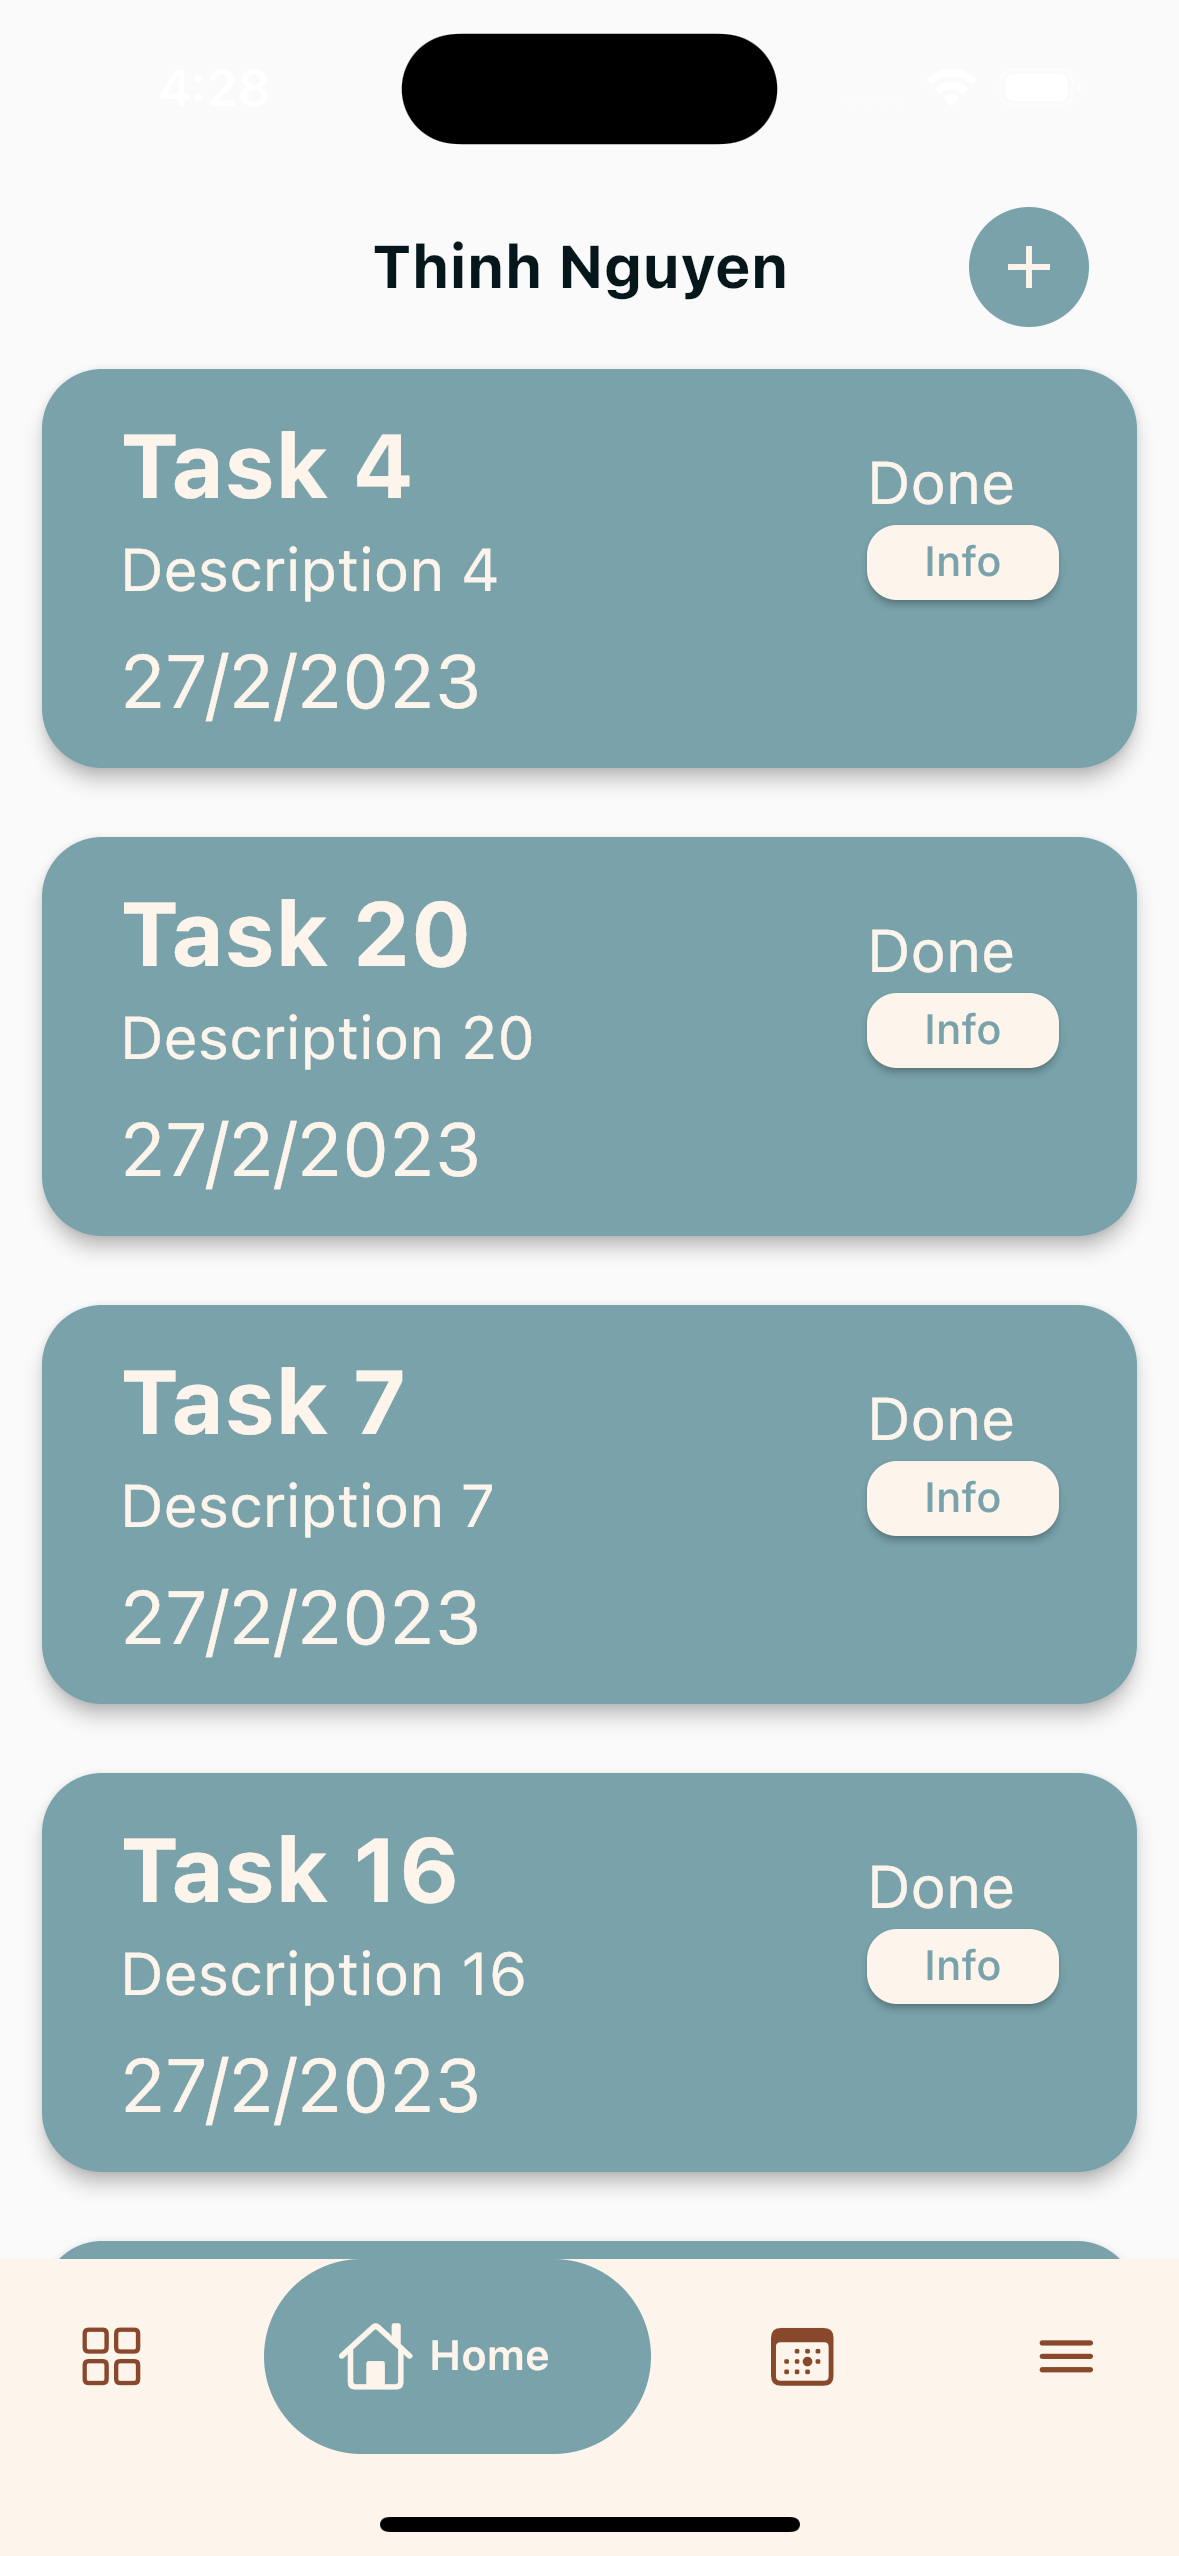 4:28
Thinh Nguyen
Task 4
Done
Description 4
Info
27/2/2023
Task 20
Done
Description 20
Info
27/2/2023
Task 7
Done
Description 7
Info
27/2/2023
Task 16
Done
Description 16
Info
27/2/2023
Home